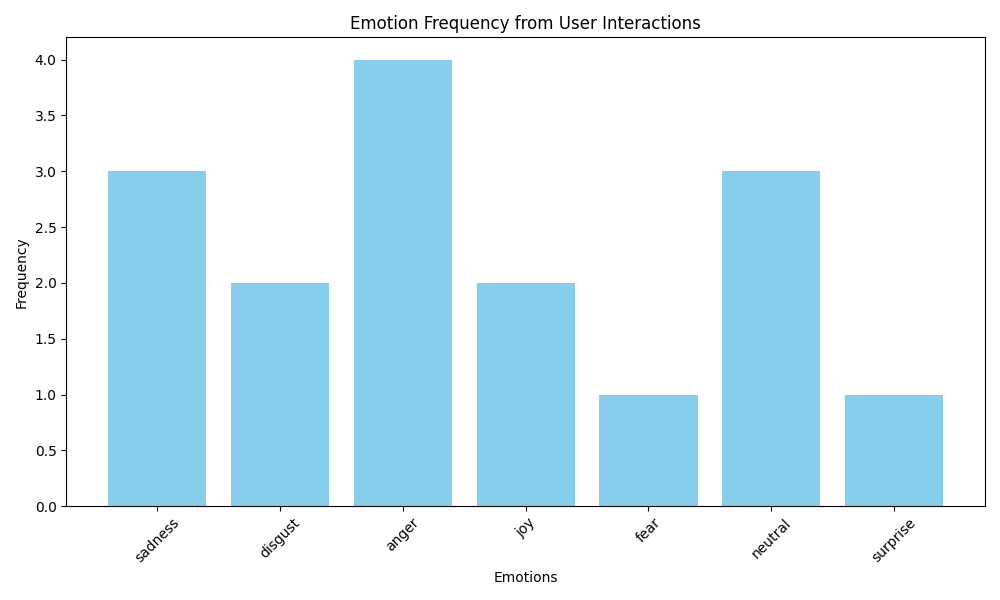 Emotion Frequency from User Interactions
Frequency
4.0
3.5
3.0
2.5
2.0
1.5
1.0
0.5
0.0
sadness
disgust
anger
joy
fear
neutral
surprise
Emotions